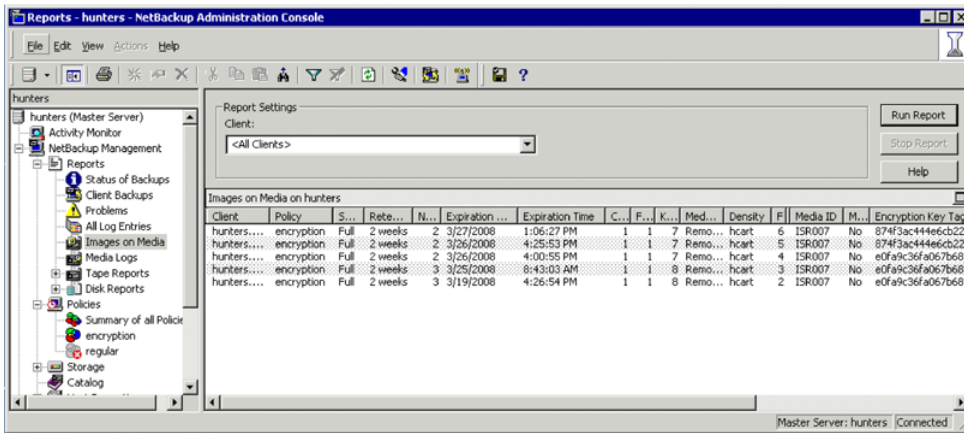 Reports - hunters - NetBackup Administration Console
File Edit View Actions Help
hunters
hunters (Master Server)
Activity Monitor
NetBackup Management
Reports
Status of Backups
Client Backups
Problems
All Log Entries
Images on Media
Media Logs
Tape Reports
Disk Reports
Policies
Summary of all Policie
encryption
regular
Storage
Catalog
Report Settings
Client:
<All Clients>
Run Report
Stop Report
Help
Images on Media on hunters
Client Policy S... Rete... N... Expiration ... Expiration Time C... F... K... Med... Density F Media ID M... Encryption Key Tag
hunters.... encryption Full 2 weeks 2 3/27/2008 1:06:27 PM 1 1 7 Remo... hcart 6 ISR007 No 874f3ac444e6cb22
hunters.... encryption Full 2 weeks 2 3/26/2008 4:25:53 PM 1 1 7 Remo... hcart 5 ISR007 No 874f3ac444e6cb22
hunters.... encryption Full 2 weeks 2 3/26/2008 4:00:55 PM 1 1 7 Remo... hcart 4 ISR007 No e0fa9c36fa067b68
hunters.... encryption Full 2 weeks 3 3/25/2008 8:43:03 AM 1 1 8 Remo... hcart 3 ISR007 No e0fa9c36fa067b68
hunters.... encryption Full 2 weeks 3 3/19/2008 4:26:54 PM 1 1 8 Remo... hcart 2 ISR007 No e0fa9c36fa067b68
Master Server: hunters Connected